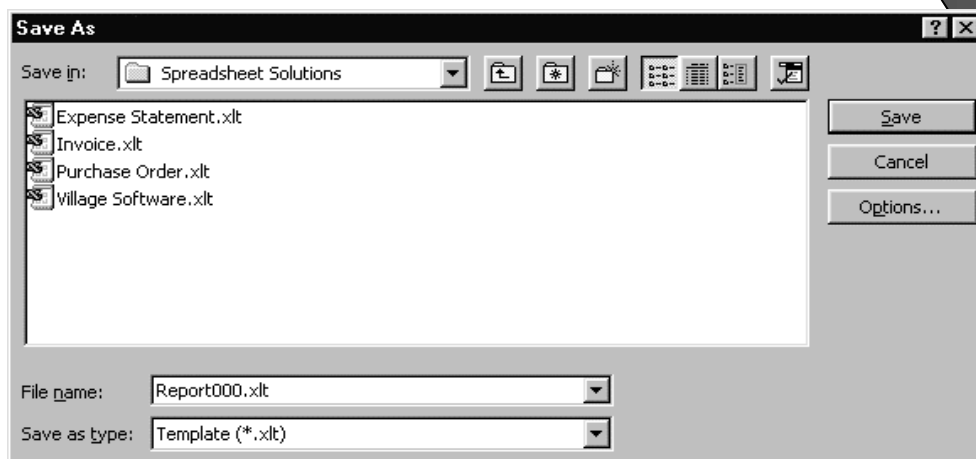 Save As
Save in: Spreadsheet Solutions
Expense Statement.xlt
Invoice.xlt
Purchase Order.xlt
Village Software.xlt
Save
Cancel
Options...
File name: Report000.xlt
Save as type: Template (*.xlt)